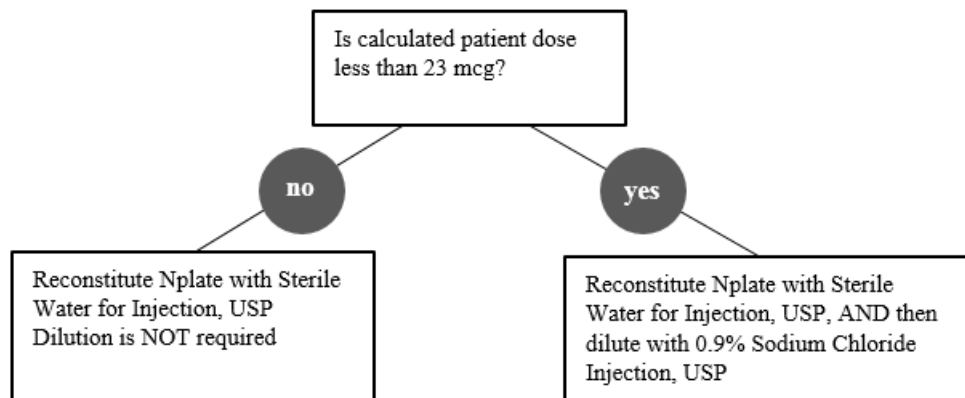 Is calculated patient dose
less than 23 mcg?
no
yes
Reconstitute Nplate with Sterile
Water for Injection, USP
Dilution is NOT required
Reconstitute Nplate with Sterile
Water for Injection, USP, AND then
dilute with 0.9% Sodium Chloride
Injection, USP